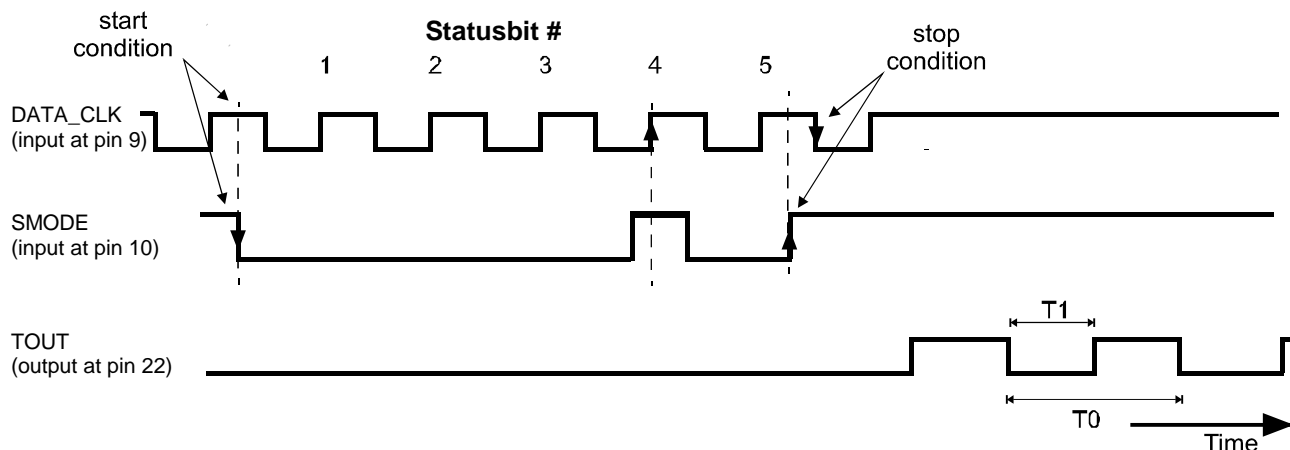 start
condition
Statusbit #
stop
condition
1 2 3 4 5
DATA_CLK
(input at pin 9)
SMODE
(input at pin 10)
T1
TOUT
(output at pin 22)
T0
Time